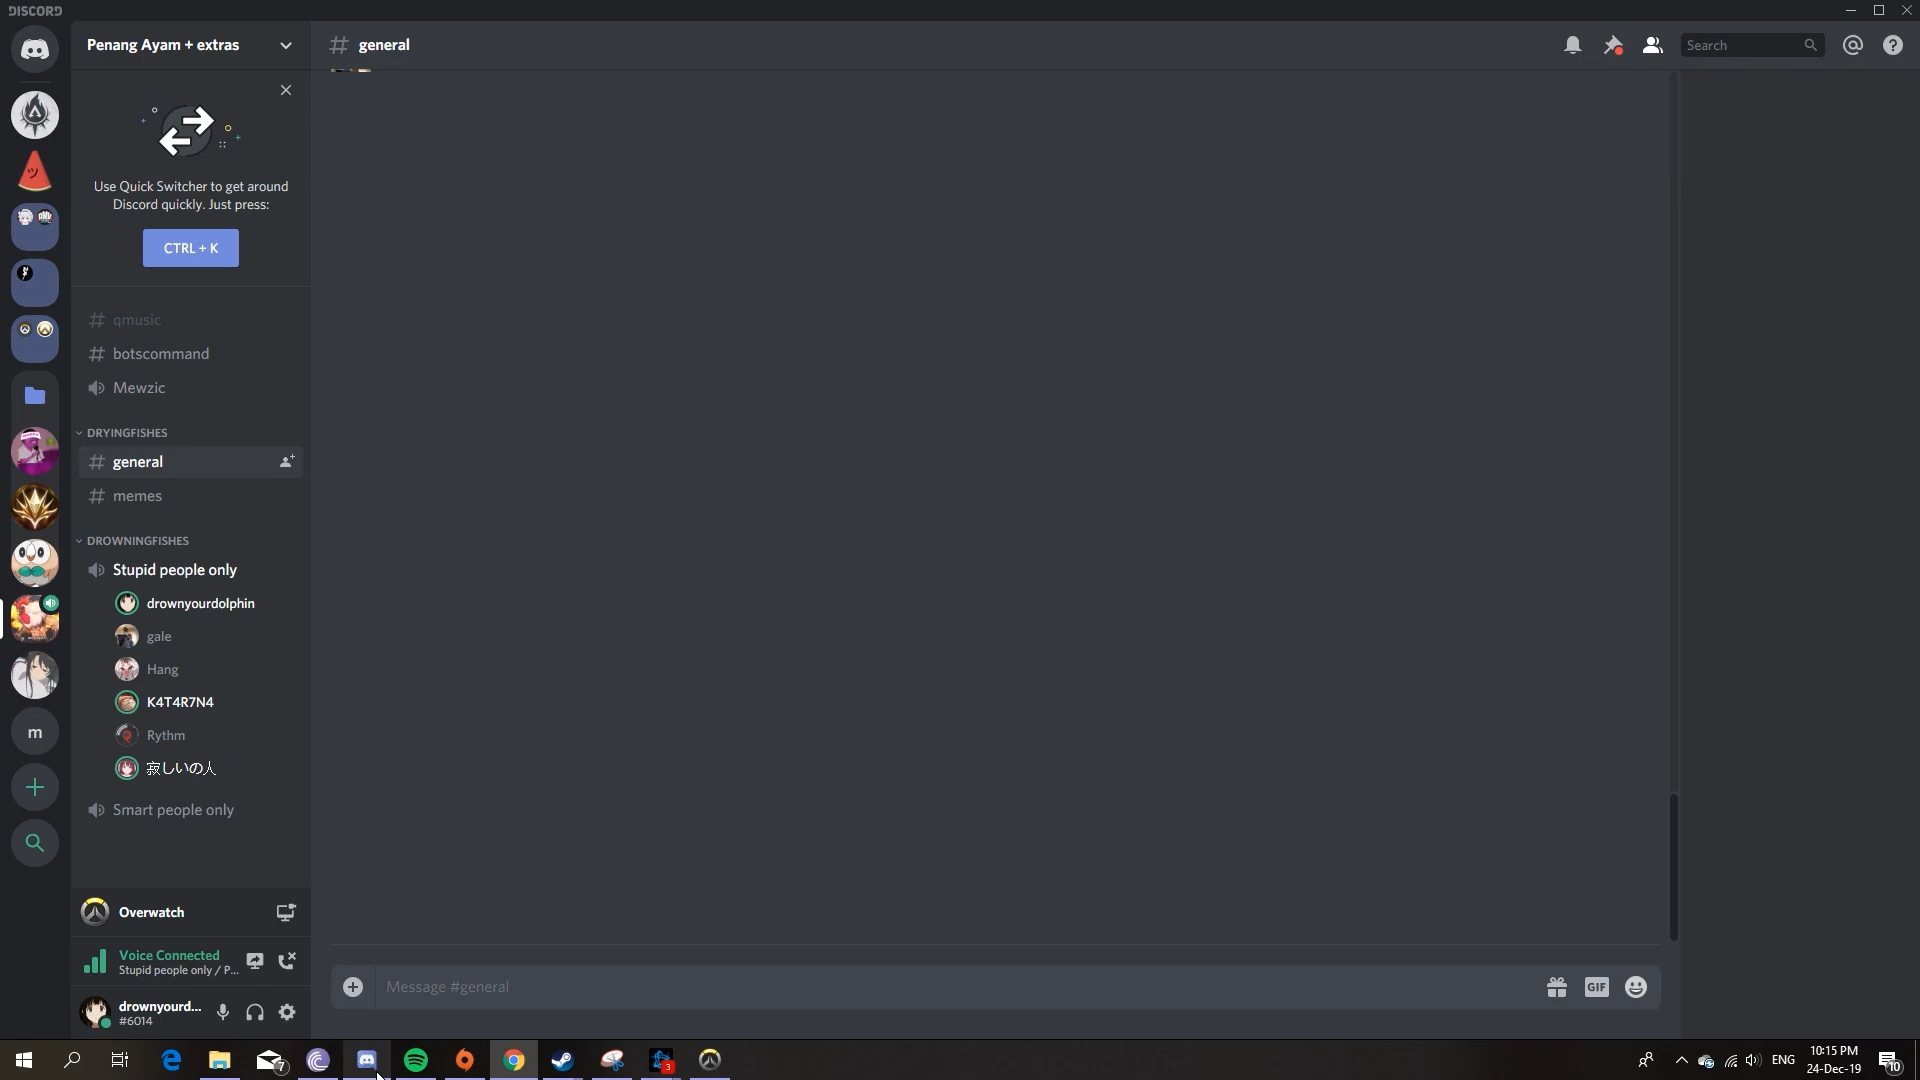 DISCORD
Penang Ayam + extras
general
Search
Use Quick Switcher to get around
Discord quickly. Just press:
CTRL + K
qmusic
botscommand
Mewzic
DRYINGFISHES
general
memes
DROWNINGFISHES
Stupid people only
drownyourdolphin
gale
Hang
K4T4R7N4
Rythm
寂しいの人
Smart people only
m
Overwatch
Voice Connected
Stupid people only / P...
drownyourd...
#6014
Message #general
GIF
7
3
ENG
10:15 PM
24-Dec-19
10